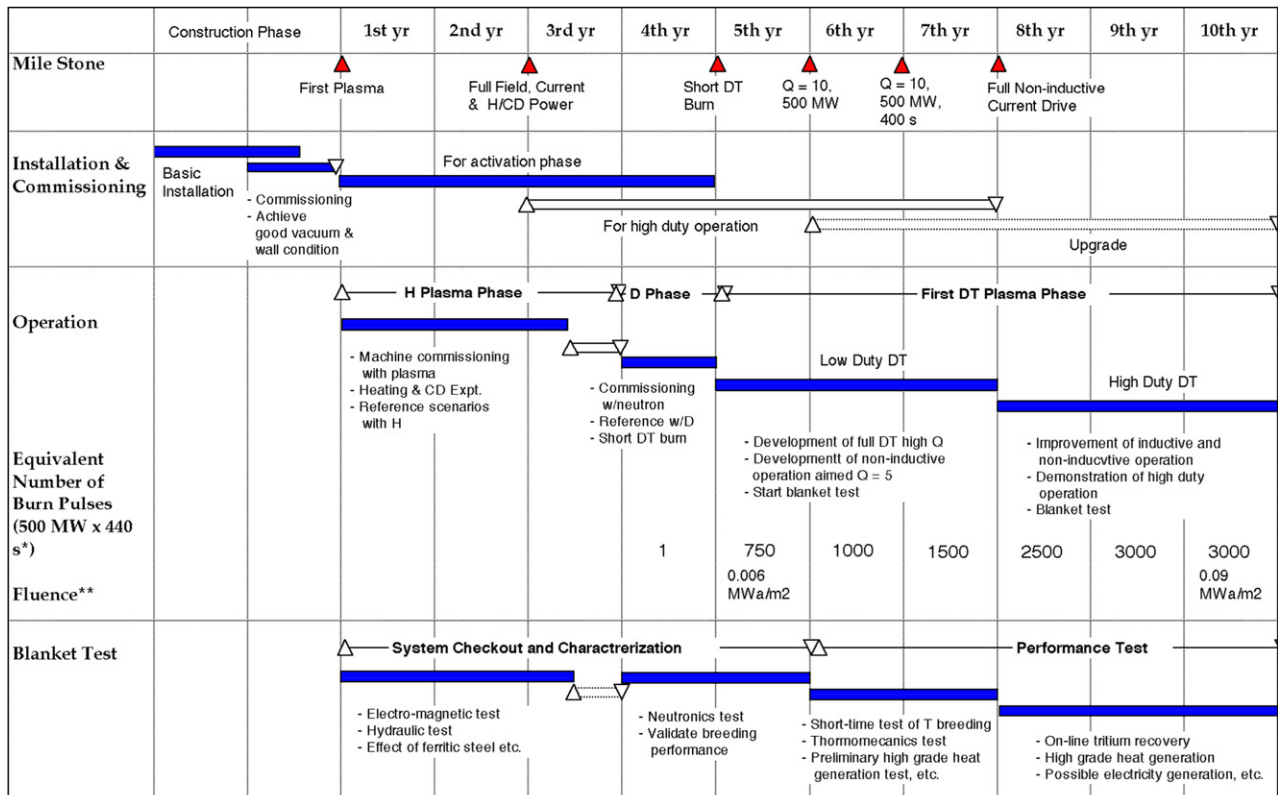 Construction Phase
1st yr
2nd yr
3rd yr
4th yr
5th yr
6th yr
7th yr
8th yr
9th yr
10th yr
Mile Stone
First Plasma
Full Field, Current
& H/CD Power
Short DT
Burn
Q = 10,
500 MW
Q = 10,
500 MW,
400 s
Full Non-inductive
Current Drive
Installation &
Commissioning
Basic
Installation
- Commissioning
- Achieve
good vacuum &
wall condition
For activation phase
For high duty operation
Upgrade
Operation
H Plasma Phase
D Phase
First DT Plasma Phase
- Machine commissioning
with plasma
- Heating & CD Expt.
- Reference scenarios
with H
- Commissioning
w/neutron
- Reference w/D
- Short DT burn
Low Duty DT
- Development of full DT high Q
- Developmentt of non-inductive
operation aimed Q = 5
- Start blanket test
High Duty DT
- Improvement of inductive and
non-inducvtive operation
- Demonstration of high duty
operation
- Blanket test
Equivalent
Number of
Burn Pulses
(500 MW x 440
s*)
1
750
1000
1500
2500
3000
3000
Fluence**
0.006
MWa/m2
0.09
MWa/m2
Blanket Test
System Checkout and Charactrerization
Performance Test
- Electro-magnetic test
- Hydraulic test
- Effect of ferritic steel etc.
- Neutronics test
- Validate breeding
performance
- Short-time test of T breeding
- Thormomecanics test
- Preliminary high grade heat
generation test, etc.
- On-line tritium recovery
- High grade heat generation
- Possible electricity generation, etc.